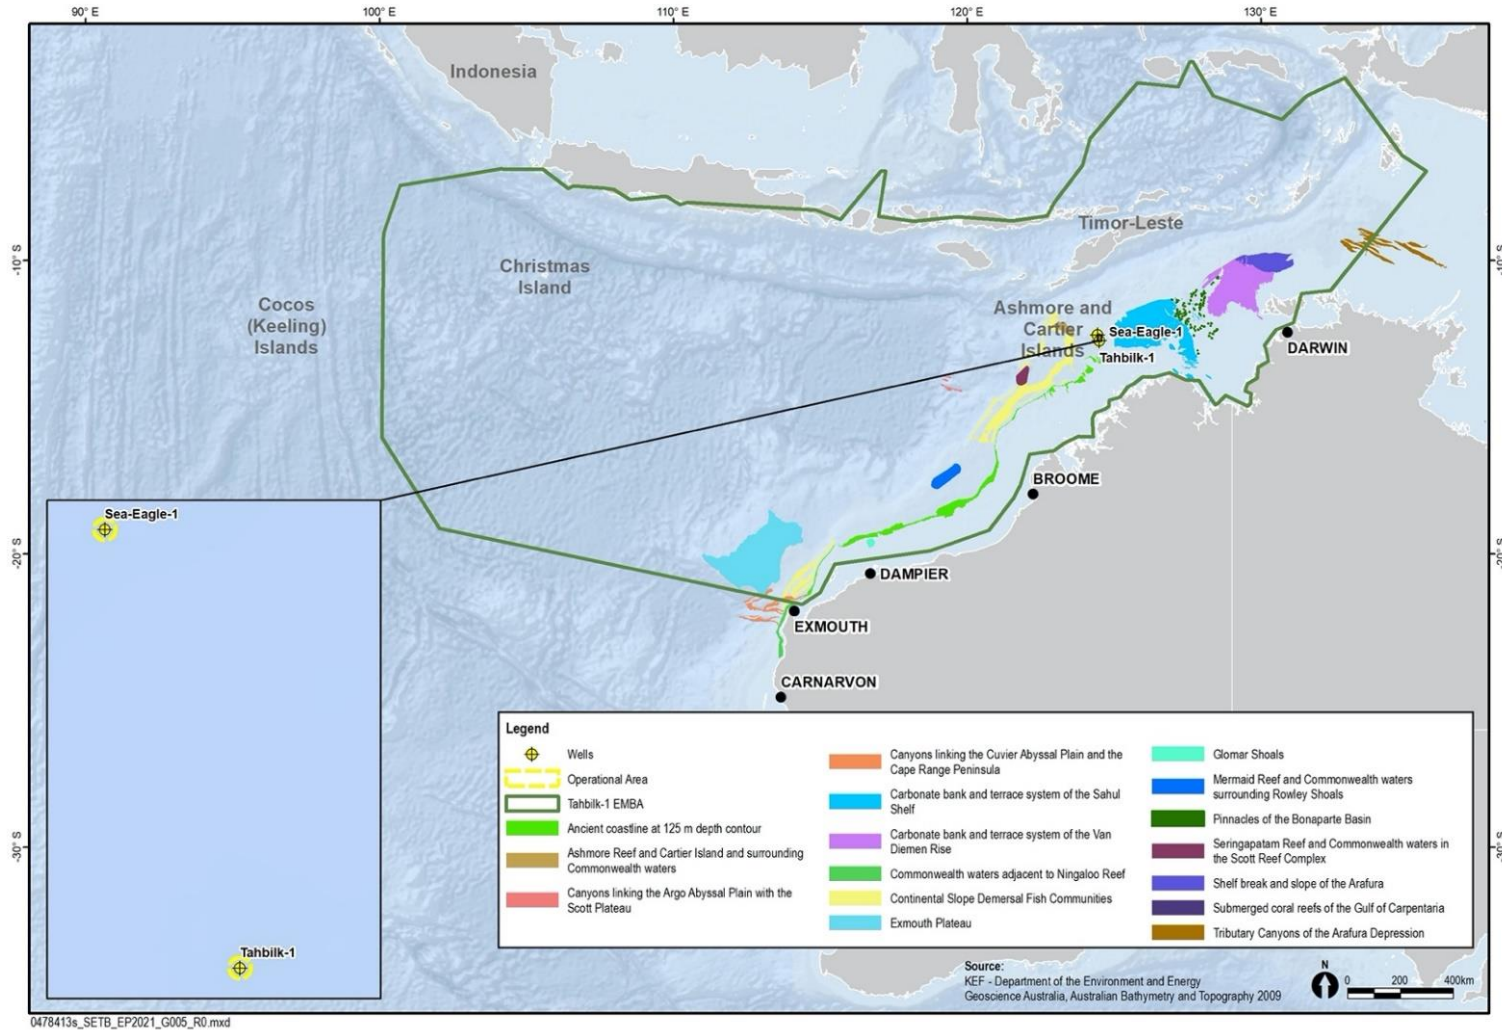 90° E
100° E
110° E
120° E
130° E
Indonesia
Timor-Leste
-10° S
-10° S
Christmas
Island
Cocos
(Keeling)
Islands
Ashmore and
Cartier
Islands
Sea-Eagle-1
Tahbilk-1
DARWIN
BROOME
Sea-Eagle-1
-20° S
-20° S
DAMPIER
EXMOUTH
CARNARVON
Tahbilk-1
-30° S
-30° S
Legend
Wells
Operational Area
Tahbilk-1 EMBA
Ancient coastline at 125 m depth contour
Ashmore Reef and Cartier Island and surrounding
Commonwealth waters
Canyons linking the Argo Abyssal Plain with the
Scott Plateau
Canyons linking the Cuvier Abyssal Plain and the
Cape Range Peninsula
Carbonate bank and terrace system of the Sahul
Shelf
Carbonate bank and terrace system of the Van
Diemen Rise
Commonwealth waters adjacent to Ningaloo Reef
Continental Slope Demersal Fish Communities
Exmouth Plateau
Glomar Shoals
Mermaid Reef and Commonwealth waters
surrounding Rowley Shoals
Pinnacles of the Bonaparte Basin
Seringapatam Reef and Commonwealth waters in
the Scott Reef Complex
Shelf break and slope of the Arafura
Submerged coral reefs of the Gulf of Carpentaria
Tributary Canyons of the Arafura Depression
Source:
KEF - Department of the Environment and Energy
Geoscience Australia, Australian Bathymetry and Topography 2009
N
0 200 400km
0478413s_SETB_EP2021_G005_R0.mxd